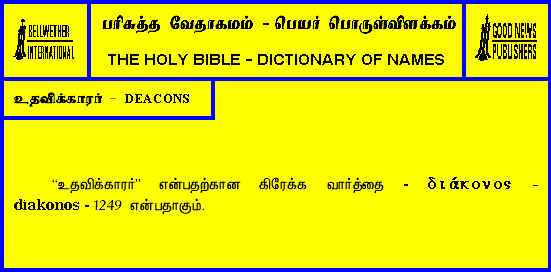 BELLWETHER
INTERNATIONAL
பரிசுத்த வேதாகமம் - பெயர் பொருள்விளக்கம்
THE HOLY BIBLE - DICTIONARY OF NAMES
GOOD NEWS
PUBLISHERS
உதவிக்காரர் - DEACONS
“உதவிக்காரர்” என்பதற்கான கிரேக்க வார்த்தை - διάκονος -
diakonos - 1249 என்பதாகும்.